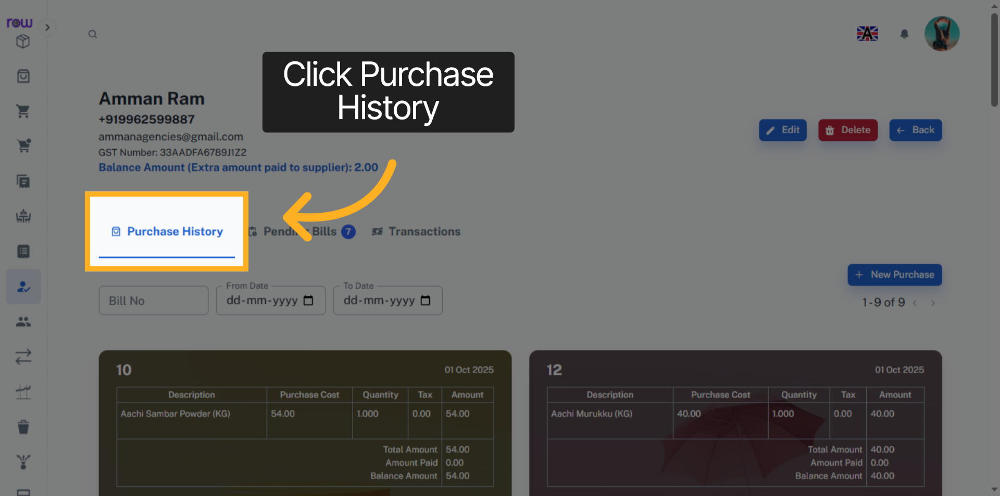 row
A
Click Purchase
History
Amman Ram
+919962599887
ammanagencies@gmail.com
GST Number: 33AADFA6789J1Z2
Balance Amount (Extra amount paid to supplier): 2.00
Edit
Delete
Back
Purchase History
Bills 7
Transactions
New Purchase
Bill No
From Date
dd-mm-yyyy
To Date
dd-mm-yyyy
1-9 of 9
10
01 Oct 2025
Description Purchase Cost Quantity Tax Amount
Aachi Sambar Powder (KG) 54.00 1.000 0.00 54.00
Total Amount 54.00
Amount Paid 0.00
Balance Amount 54.00
12
01 Oct 2025
Description Purchase Cost Quantity Tax Amount
Aachi Murukku (KG) 40.00 1.000 0.00 40.00
Total Amount 40.00
Amount Paid 0.00
Balance Amount 40.00